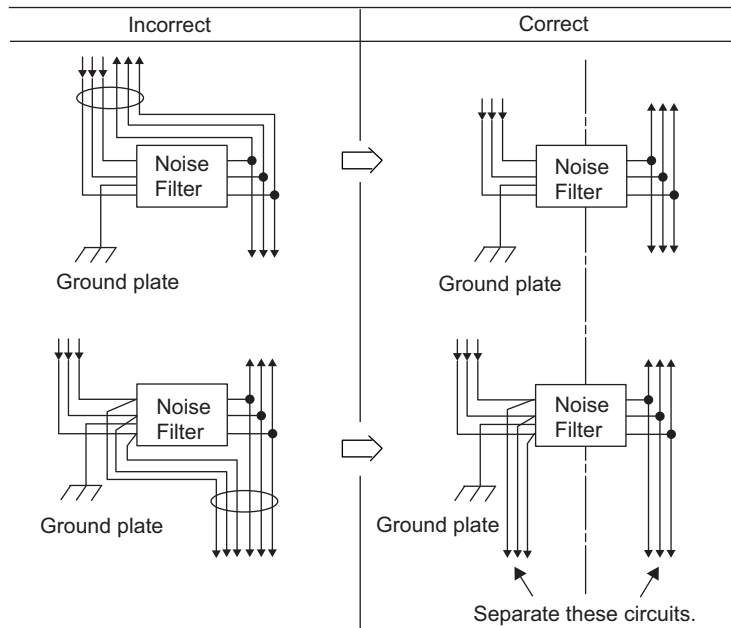 Incorrect
Correct
Noise
Filter
Ground plate
Noise
Filter
Ground plate
Noise
Filter
Ground plate
Noise
Filter
Ground plate
Separate these circuits.